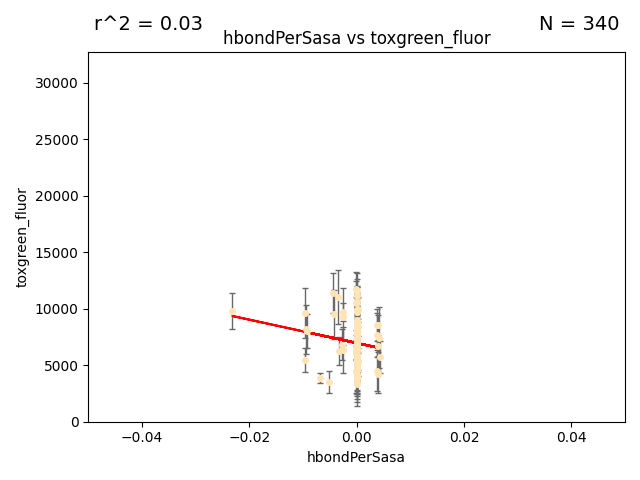 r^2 = 0.03
N = 340
hbondPerSasa vs toxgreen_fluor
30000
25000
20000
15000
10000
5000
0
toxgreen_fluor
−0.04
−0.02
0.00
0.02
0.04
hbondPerSasa